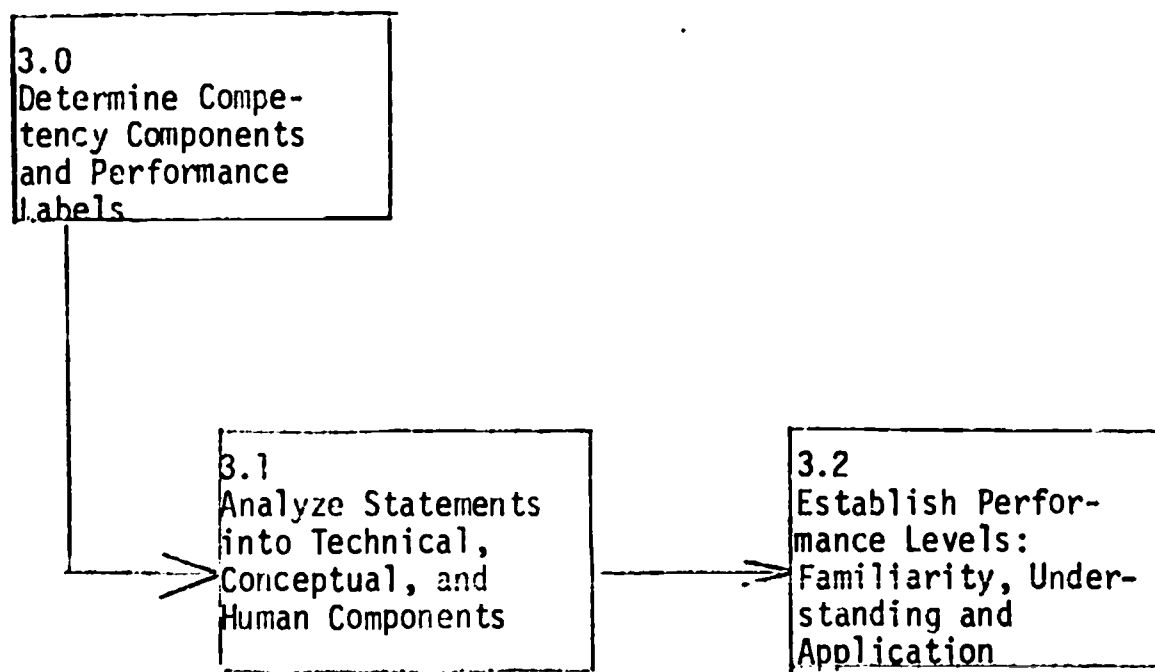 3.0
Determine Compe-
tency Components
and Performance
Labels
3.1
Analyze Statements
into Technical,
Conceptual, and
Human Components
3.2
Establish Perfor-
mance Levels:
Familiarity, Under-
standing and
Application